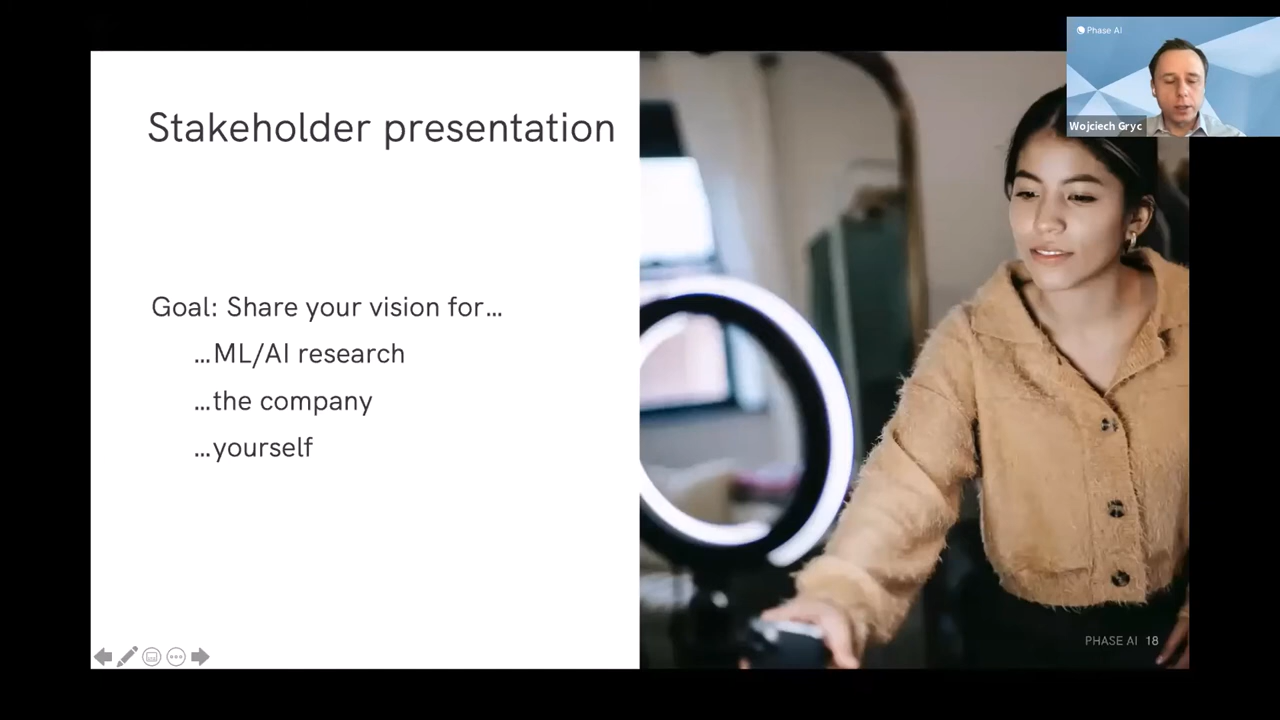 Phase AI
Wojciech Gryc
Stakeholder presentation
Goal: Share your vision for…
…ML/AI research
…the company
…yourself
PHASE AI 18